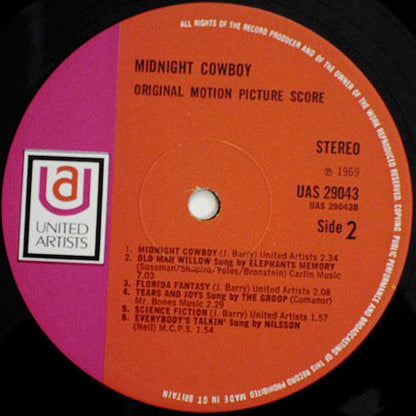 ALL RIGHTS OF THE RECORD PRODUCER AND OF THE OWNER OF THE WORK REPRODUCED RESERVED. COPYING, PUBLIC PERFORMANCE AND BROADCASTING OF THIS RECORD PROHIBITED
MADE IN GT BRITAIN
MIDNIGHT COWBOY
ORIGINAL MOTION PICTURE SCORE
STEREO
℗ 1969
UAS 29043
UAS 29043B
Side 2
UA
UNITED
ARTISTS
1. MIDNIGHT COWBOY (J. Barry) United Artists 2.34
2. OLD MAN WILLOW Sung by ELEPHANTS MEMORY
(Sussman/Shapiro/Yules/Bronstein) Carlin Music
7.03
3. FLORIDA FANTASY (J. Barry) United Artists 2.08
4. TEARS AND JOYS Sung by THE GROOP (Comanor)
Mr. Bones Music 2.29
5. SCIENCE FICTION (J. Barry) United Artists 1.57
6. EVERYBODY'S TALKIN' Sung by NILSSON
(Neil) M.C.P.S. 1.54